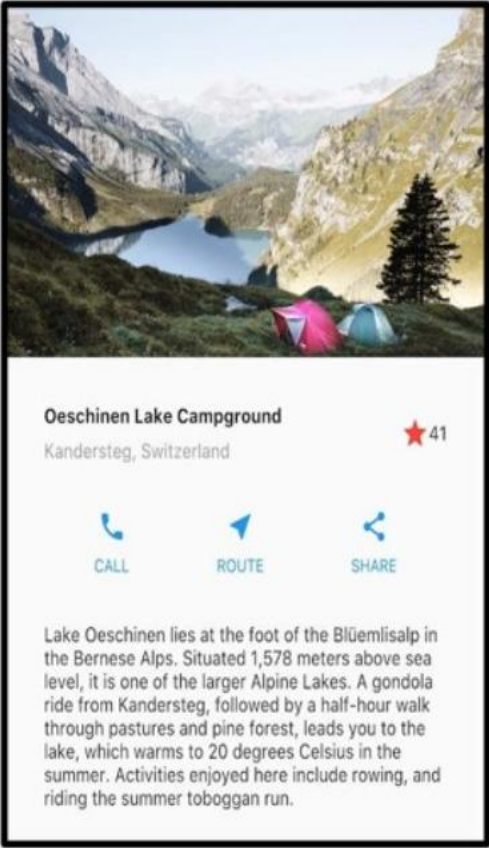 Oeschinen Lake Campground
41
Kandersteg, Switzerland
CALL
ROUTE
SHARE
Lake Oeschinen lies at the foot of the Blüemlisalp in
the Bernese Alps. Situated 1,578 meters above sea
level, it is one of the larger Alpine Lakes. A gondola
ride from Kandersteg, followed by a half-hour walk
through pastures and pine forest, leads you to the
lake, which warms to 20 degrees Celsius in the
summer. Activities enjoyed here include rowing, and
riding the summer toboggan run.